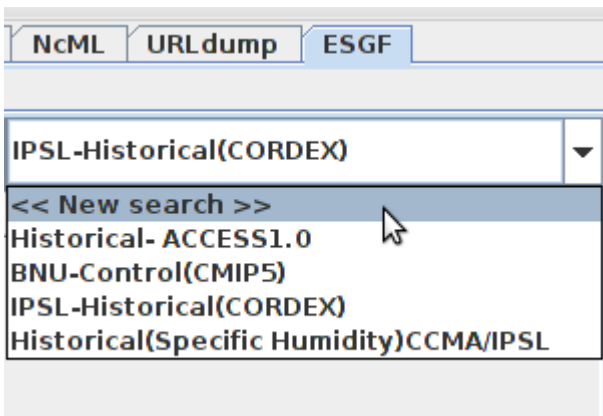 NcML URLdump ESGF
IPSL-Historical(CORDEX)
<< New search >>
Historical- ACCESS1.0
BNU-Control(CMIP5)
IPSL-Historical(CORDEX)
Historical(Specific Humidity)CCMA/IPSL